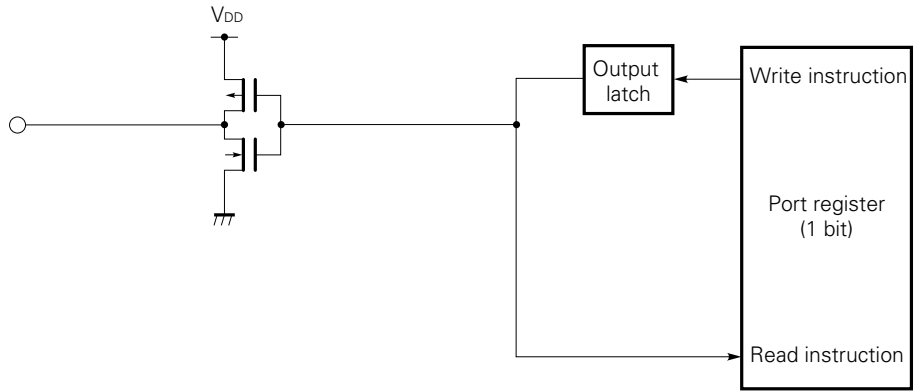 VDD
Output
latch
Write instruction
Port register
(1 bit)
Read instruction